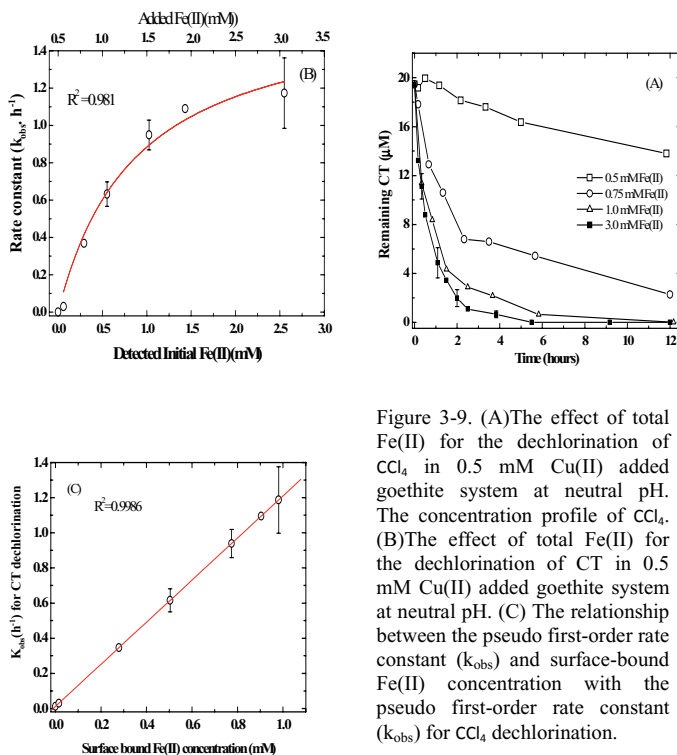 Added Fe(II)(mM)
0.5 1.0 1.5 2.0 2.5 3.0
1.4
1.2
1.0
0.8
0.6
0.4
0.2
0.0
Rate constant (kobs, h-1)
(B)
R2=0.981
0.0 0.5 1.0 1.5 2.0 2.5 3.0
Detected Initial Fe(II)(mM)
20
16
12
8
4
0
Remaining CT (μM)
(A)
0.5 mMFe(II)
0.75mMFe(II)
1.0 mMFe(II)
3.0 mMFe(II)
0 2 4 6 8 10 12
Time (hours)
1.4
1.2
1.0
0.8
0.6
0.4
0.2
0.0
Kobs(h-1) for CT dechlorination
(C)
R2=0.9986
0.0 0.2 0.4 0.6 0.8 1.0
Surface bound Fe(II) concentration (mM)
Figure 3-9. (A)The effect of total
Fe(II) for the dechlorination of
CCl4 in 0.5 mM Cu(II) added
goethite system at neutral pH.
The concentration profile of CCl4.
(B)The effect of total Fe(II) for
the dechlorination of CT in 0.5
mM Cu(II) added goethite system
at neutral pH. (C) The relationship
between the pseudo first-order rate
constant (kobs) and surface-bound
Fe(II) concentration with the
pseudo first-order rate constant
(kobs) for CCl4 dechlorination.